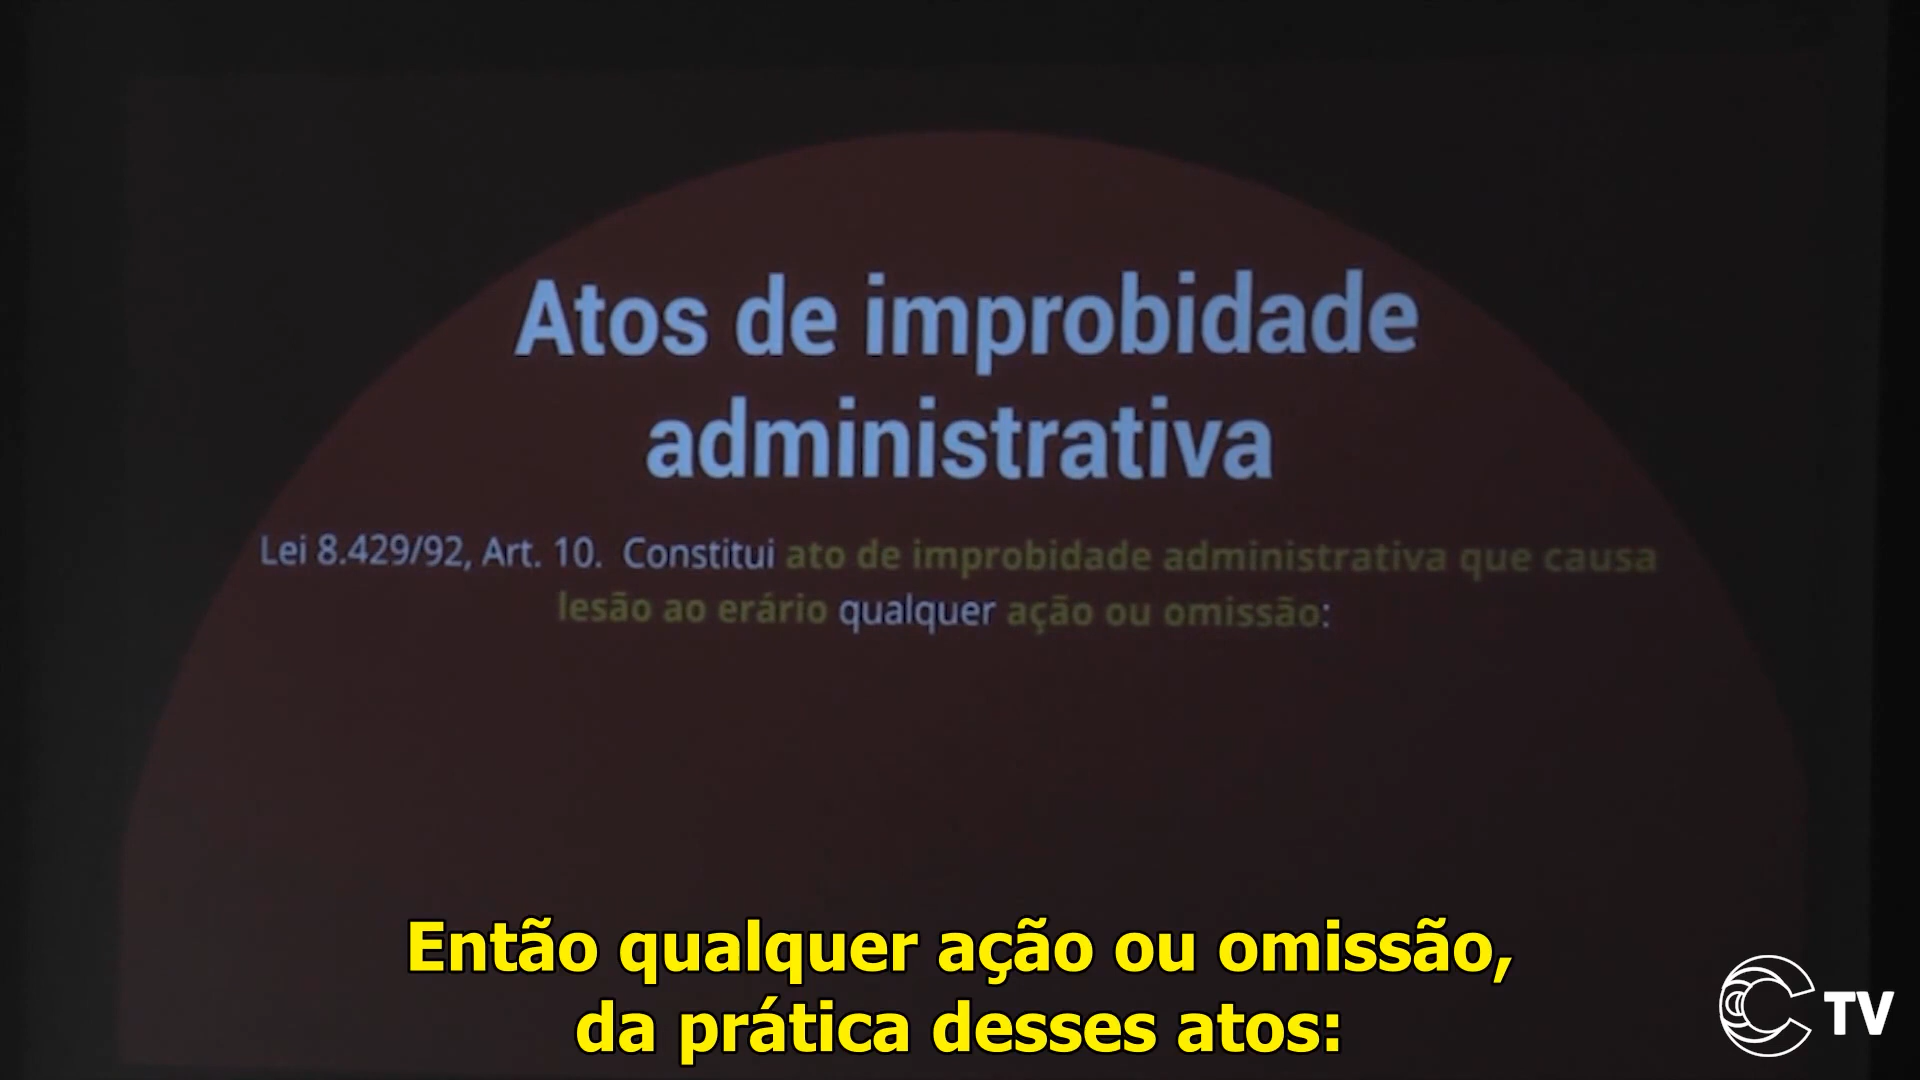 Atos de improbidade
administrativa
Lei 8.429/92, Art. 10. Constitui ato de improbidade administrativa que causa
lesão ao erário qualquer ação ou omissão:
Então qualquer ação ou omissão,
da prática desses atos:
C TV